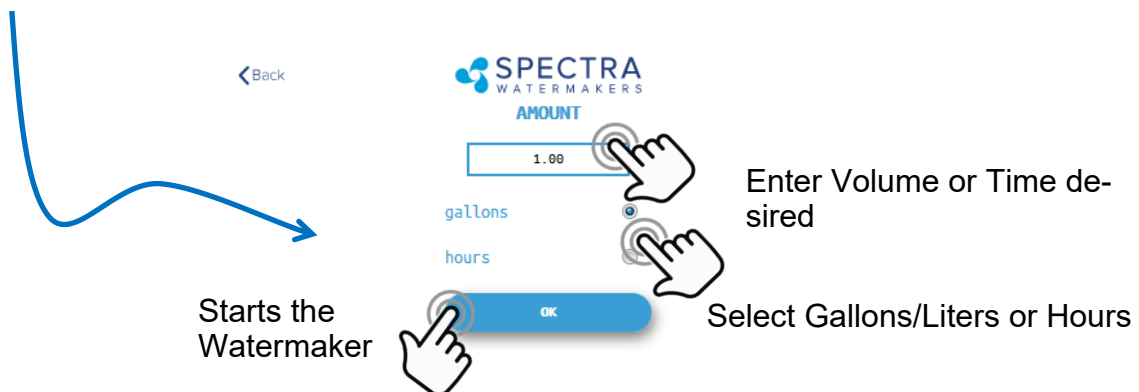 Back
SPECTRA
WATERMAKERS
AMOUNT
1.00
Enter Volume or Time de-
sired
gallons
hours
Starts the
Watermaker
OK
Select Gallons/Liters or Hours